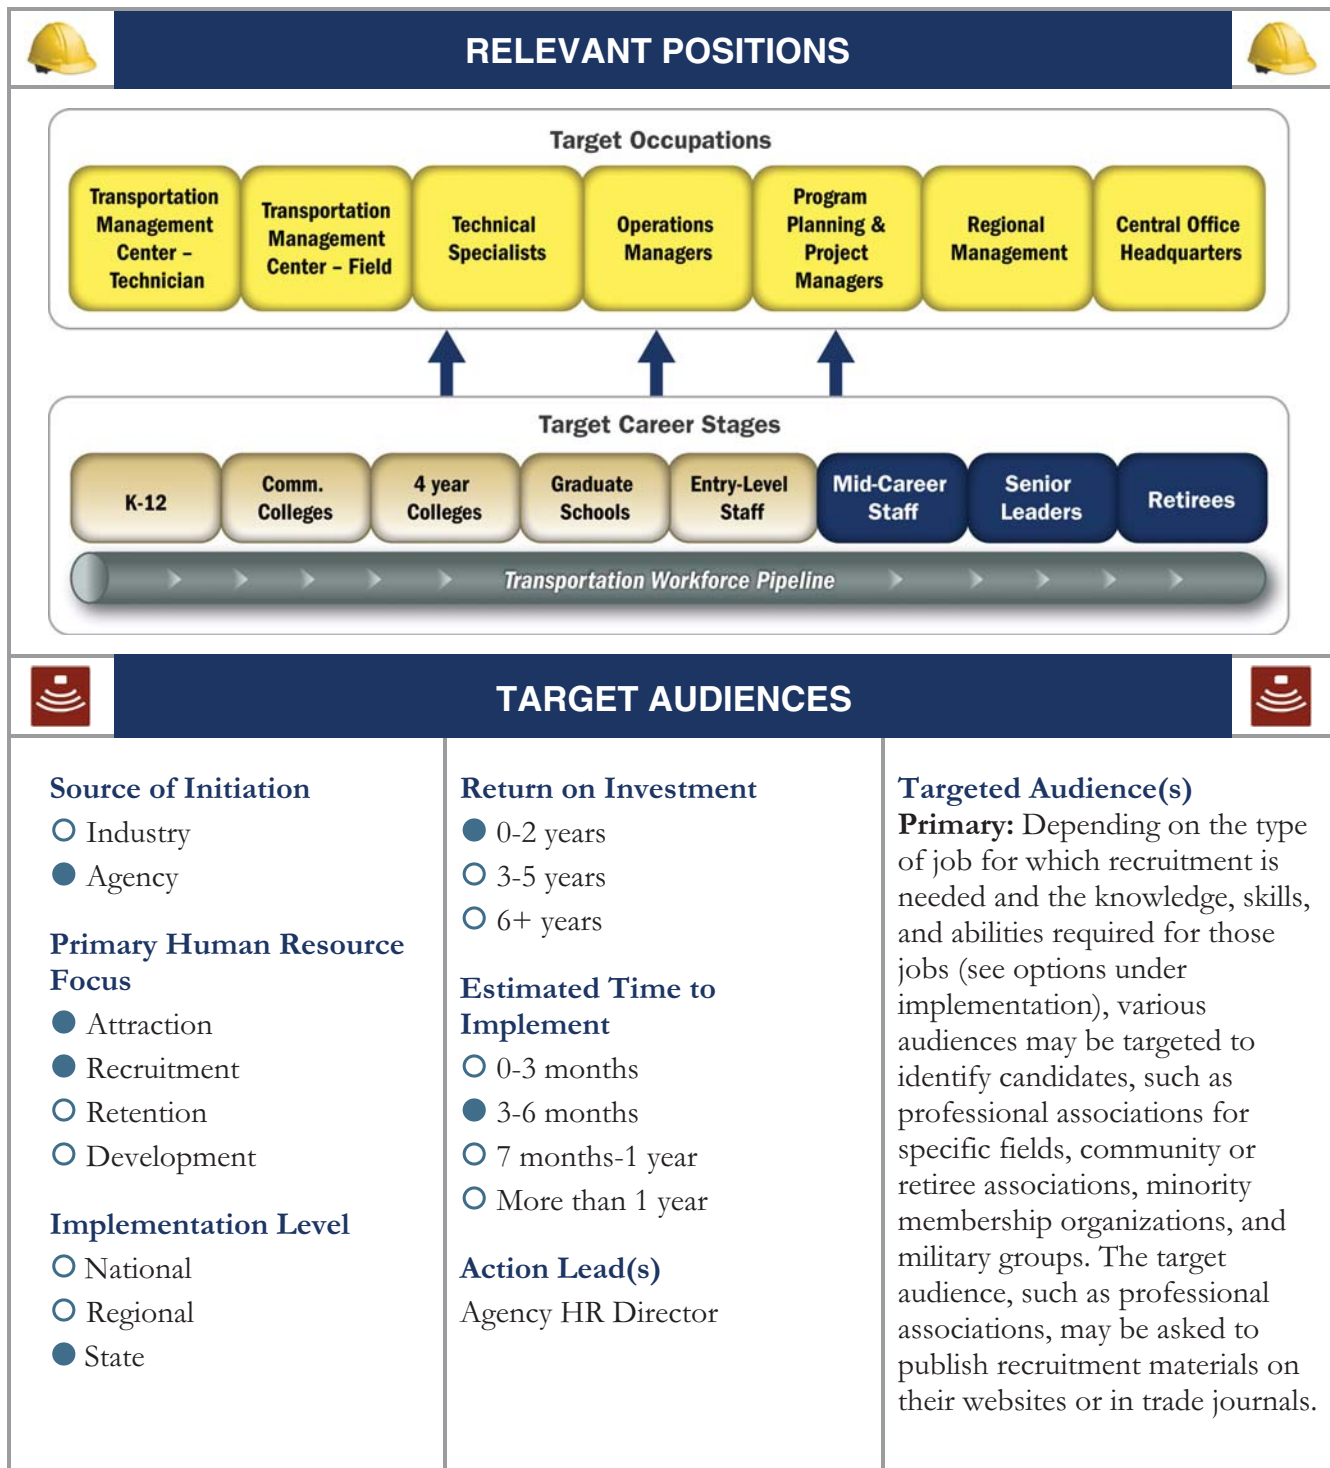 RELEVANT POSITIONS
Target Occupations
Transportation
Management
Center –
Technician
Transportation
Management
Center – Field
Technical
Specialists
Operations
Managers
Program
Planning &
Project
Managers
Regional
Management
Central Office
Headquarters
Target Career Stages
K-12
Comm.
Colleges
4 year
Colleges
Graduate
Schools
Entry-Level
Staff
Mid-Career
Staff
Senior
Leaders
Retirees
Transportation Workforce Pipeline
TARGET AUDIENCES
Source of Initiation
Industry
Agency
Primary Human Resource
Focus
Attraction
Recruitment
Retention
Development
Implementation Level
National
Regional
State
Return on Investment
0-2 years
3-5 years
6+ years
Estimated Time to
Implement
0-3 months
3-6 months
7 months-1 year
More than 1 year
Action Lead(s)
Agency HR Director
Targeted Audience(s)
Primary: Depending on the type
of job for which recruitment is
needed and the knowledge, skills,
and abilities required for those
jobs (see options under
implementation), various
audiences may be targeted to
identify candidates, such as
professional associations for
specific fields, community or
retiree associations, minority
membership organizations, and
military groups. The target
audience, such as professional
associations, may be asked to
publish recruitment materials on
their websites or in trade journals.